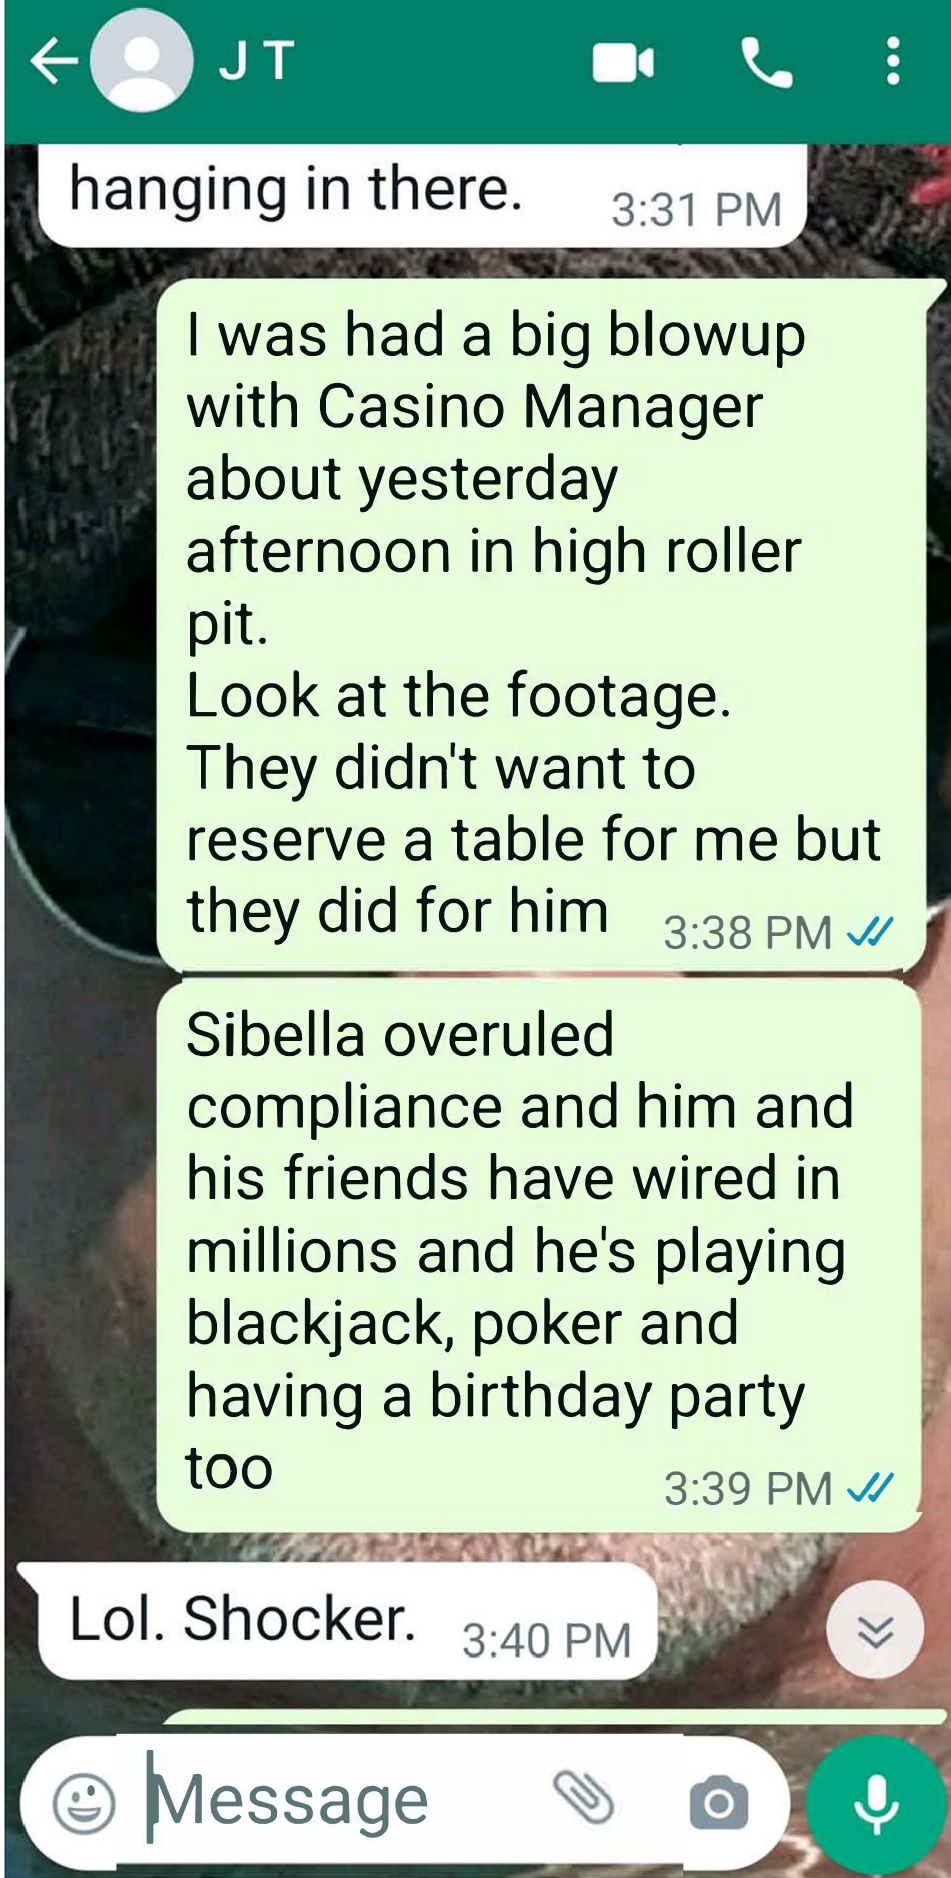 J T
hanging in there.
3:31 PM
I was had a big blowup
with Casino Manager
about yesterday
afternoon in high roller
pit.
Look at the footage.
They didn't want to
reserve a table for me but
they did for him
3:38 PM
Sibella overuled
compliance and him and
his friends have wired in
millions and he's playing
blackjack, poker and
having a birthday party
too
3:39 PM
Lol. Shocker.
3:40 PM
Message